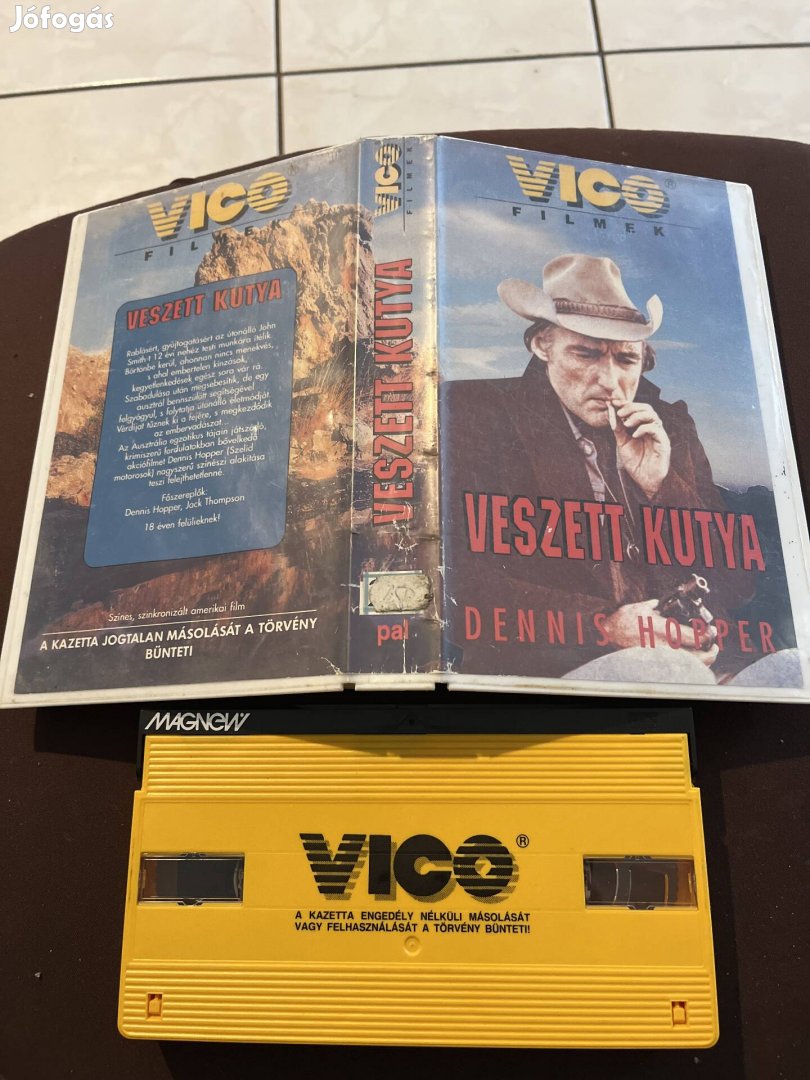 Jófogás
VICO
FILMEK
VESZETT KUTYA
Rablásért, gyújtogatásért az útonálló John
Smith-t 12 évi nehéz testi munkára ítélik.
Börtönbe kerül, ahonnan nincs menekvés,
s ahol embertelen kínzások,
kegyetlenkedések egész sora vár rá.
Szabadulása után megsebesítik, de egy
ausztrál bennszülött segítségével
felgyógyul, s folytatja útonálló életmódját.
Vérdíjat tűznek ki a fejére, s megkezdődik
az embervadászat...
Az Ausztrália egzotikus tájain játszódó,
krimiszerű fordulatokban bővelkedő
akciófilmet Dennis Hopper (Szelíd
motorosok) nagyszerű színészi alakítása
teszi felejthetetlenné.
Főszereplők:
Dennis Hopper, Jack Thompson
18 éven felülieknek!
Színes, szinkronizált amerikai film
A KAZETTA JOGTALAN MÁSOLÁSÁT A TÖRVÉNY
BÜNTETI
VICO
FILMEK
VESZETT KUTYA
pal
VICO®
FILMEK
VESZETT KUTYA
DENNIS HOPPER
MAGNEW
VICO®
A KAZETTA ENGEDÉLY NÉLKÜLI MÁSOLÁSÁT
VAGY FELHASZNÁLÁSÁT A TÖRVÉNY BÜNTETI!